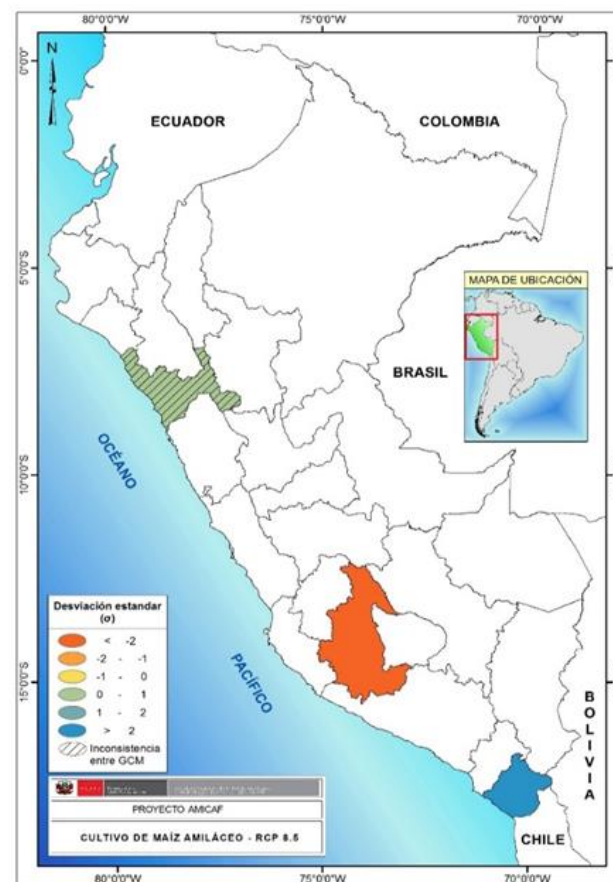 80°0'0"O 75°0'0"O 70°0'0"O
N
0°0'0"
ECUADOR
COLOMBIA
5°0'0"S
MAPA DE UBICACIÓN
BRASIL
OCÉANO
10°0'0"S
Desviación estandar
(σ)
< -2
-2 - -1
-1 - 0
0 - 1
1 - 2
> 2
Inconsistencia
entre GCM
PACÍFICO
15°0'0"S
BOLIVIA
PROYECTO AMICAF
CULTIVO DE MAÍZ AMILÁCEO - RCP 8.5
CHILE
80°0'0"O 75°0'0"O 70°0'0"O